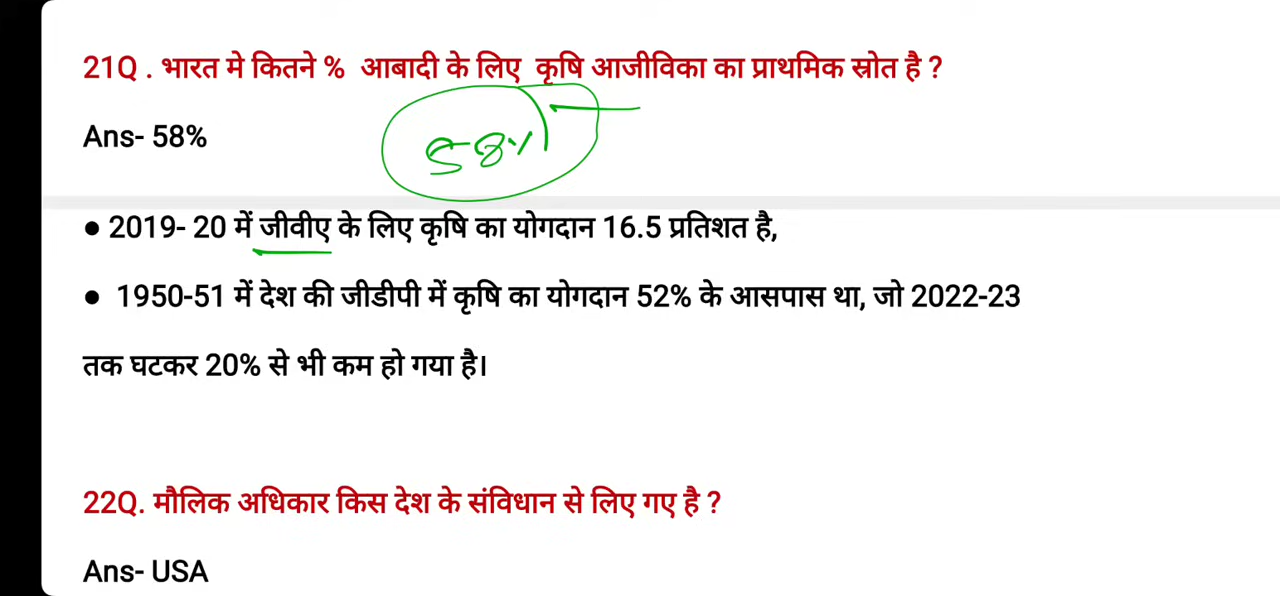 21Q . भारत मे कितने % आबादी के लिए कृषि आजीविका का प्राथमिक स्रोत है ?
Ans- 58%
58%
● 2019- 20 में जीवीए के लिए कृषि का योगदान 16.5 प्रतिशत है,
● 1950-51 में देश की जीडीपी में कृषि का योगदान 52% के आसपास था, जो 2022-23
तक घटकर 20% से भी कम हो गया है।
22Q. मौलिक अधिकार किस देश के संविधान से लिए गए है ?
Ans- USA